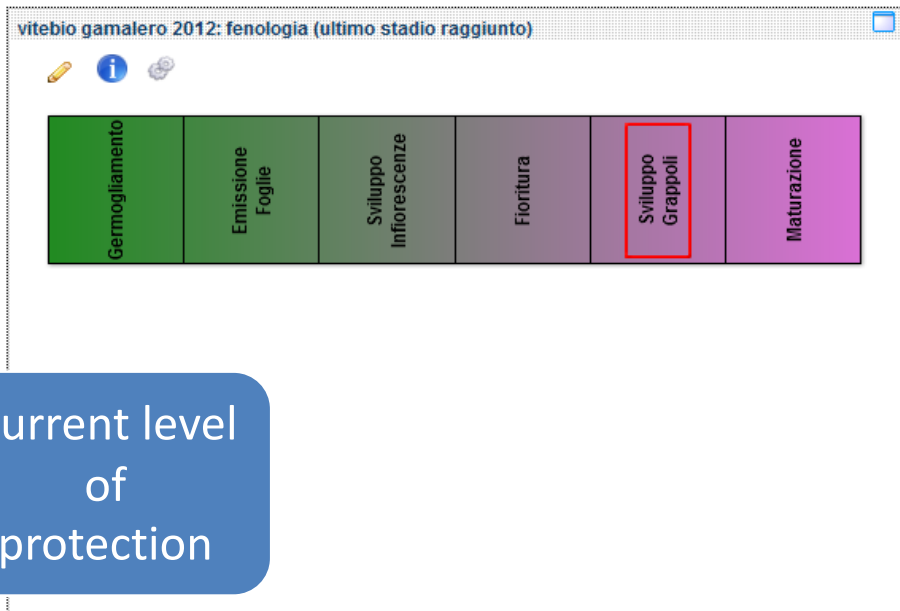 vitebio gamalero 2012: fenologia (ultimo stadio raggiunto)
Germogliamento
Emissione
Foglie
Sviluppo
Infiorescenze
Fioritura
Sviluppo
Grappoli
Maturazione
urrent level
of
protection